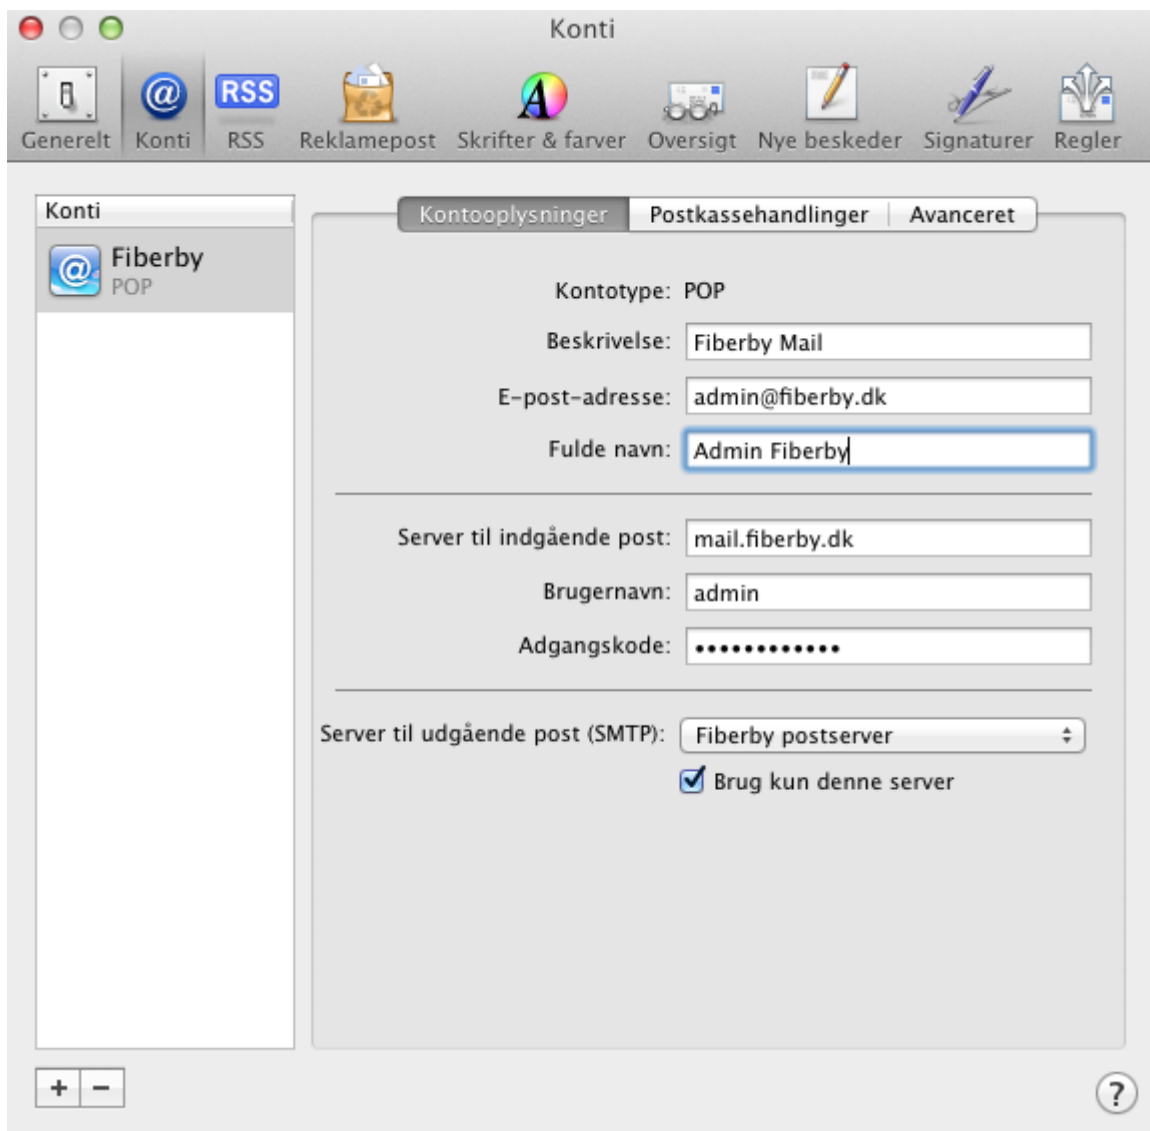 Konti
Generelt Konti RSS RSS Reklamepost Skrifter & farver Oversigt Nye beskeder Signaturer Regler
Konti
Fiberby
POP
Kontooplysninger Postkassehandlinger Avanceret
Kontotype: POP
Beskrivelse: Fiberby Mail
E-post-adresse: admin@fiberby.dk
Fulde navn: Admin Fiberby
Server til indgående post: mail.fiberby.dk
Brugernavn: admin
Adgangskode: ••••••••••••
Server til udgående post (SMTP): Fiberby postserver
Brug kun denne server
+ −
?